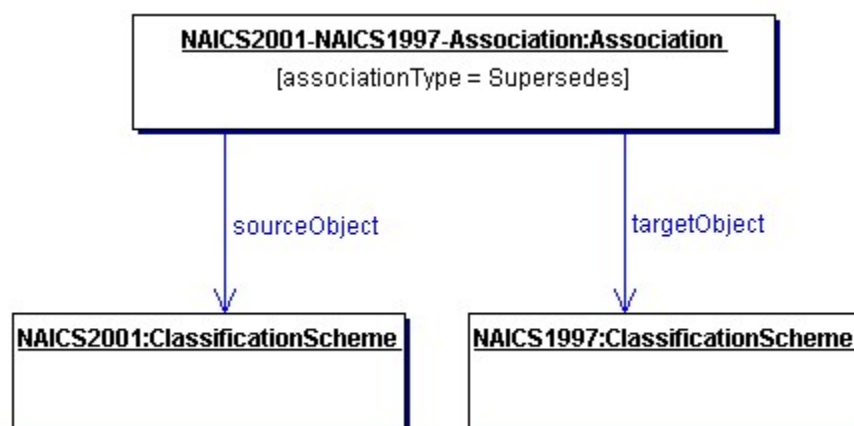 NAICS2001-NAICS1997-Association:Association
[associationType = Supersedes]
sourceObject
targetObject
NAICS2001:ClassificationScheme
NAICS1997:ClassificationScheme